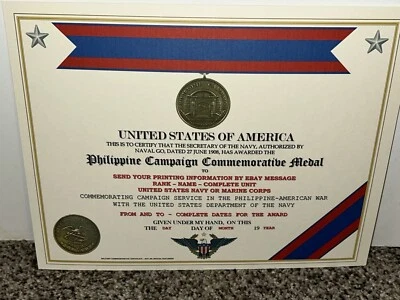 UNITED STATES OF AMERICA
THIS IS TO CERTIFY THAT THE SECRETARY OF THE NAVY, AUTHORIZED BY
NAVAL GO, DATED 27 JUNE 1908, HAS AWARDED THE
Philippine Campaign Commemorative Medal
TO
SEND YOUR PRINTING INFORMATION BY EBAY MESSAGE
RANK - NAME - COMPLETE UNIT
UNITED STATES NAVY OR MARINE CORPS
COMMEMORATING CAMPAIGN SERVICE IN THE PHILIPPINE-AMERICAN WAR
WITH THE UNITED STATES DEPARTMENT OF THE NAVY
FROM AND TO - COMPLETE DATES FOR THE AWARD
GIVEN UNDER MY HAND, ON THIS
THE DAY DAY OF MONTH 19 YEAR